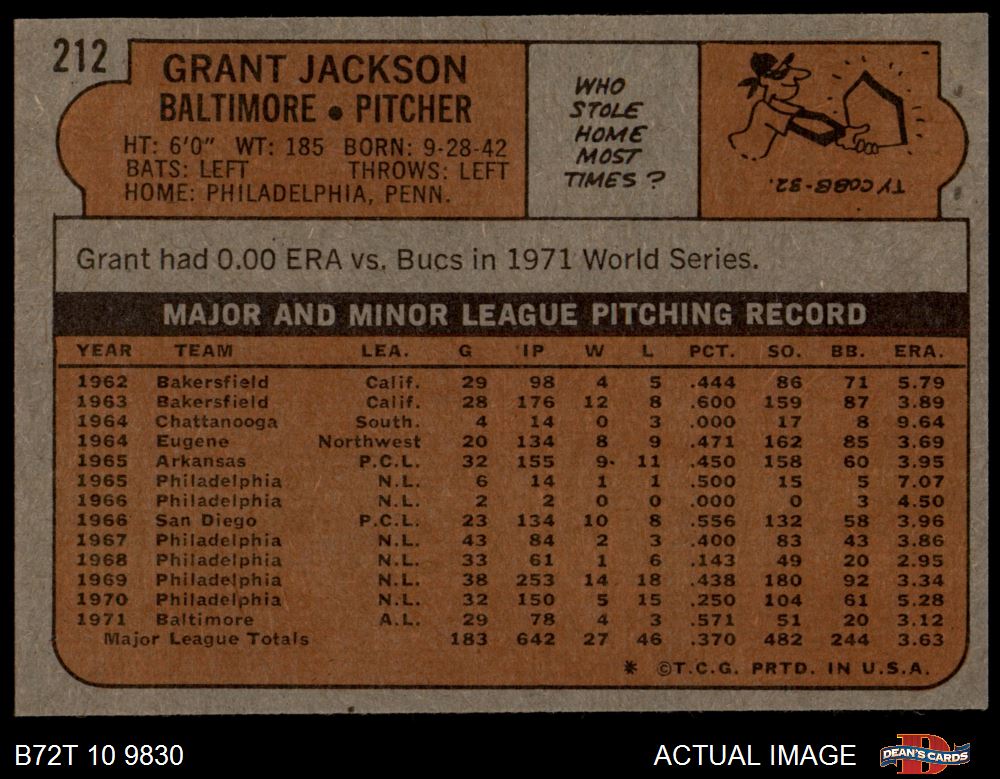 212
GRANT JACKSON
BALTIMORE • PITCHER
HT: 6'0" WT: 185 BORN: 9-28-42
BATS: LEFT THROWS: LEFT
HOME: PHILADELPHIA, PENN.
WHO
STOLE
HOME
MOST
TIMES ?
TY COBB-32.
Grant had 0.00 ERA vs. Bucs in 1971 World Series.
MAJOR AND MINOR LEAGUE PITCHING RECORD
YEAR TEAM LEA. G IP W L PCT. SO. BB. ERA.
1962 Bakersfield Calif. 29 98 4 5 .444 86 71 5.79
1963 Bakersfield Calif. 28 176 12 8 .600 159 87 3.89
1964 Chattanooga South. 4 14 0 3 .000 17 8 9.64
1964 Eugene Northwest 20 134 8 9 .471 162 85 3.69
1965 Arkansas P.C.L. 32 155 9 11 .450 158 60 3.95
1965 Philadelphia N.L. 6 14 1 1 .500 15 5 7.07
1966 Philadelphia N.L. 2 2 0 0 .000 0 3 4.50
1966 San Diego P.C.L. 23 134 10 8 .556 132 58 3.96
1967 Philadelphia N.L. 43 84 2 3 .400 83 43 3.86
1968 Philadelphia N.L. 33 61 1 6 .143 49 20 2.95
1969 Philadelphia N.L. 38 253 14 18 .438 180 92 3.34
1970 Philadelphia N.L. 32 150 5 15 .250 104 61 5.28
1971 Baltimore A.L. 29 78 4 3 .571 51 20 3.12
Major League Totals 183 642 27 46 .370 482 244 3.63
* ©T.C.G. PRTD. IN U.S.A.
B72T 10 9830
ACTUAL IMAGE
DEAN'S CARDS